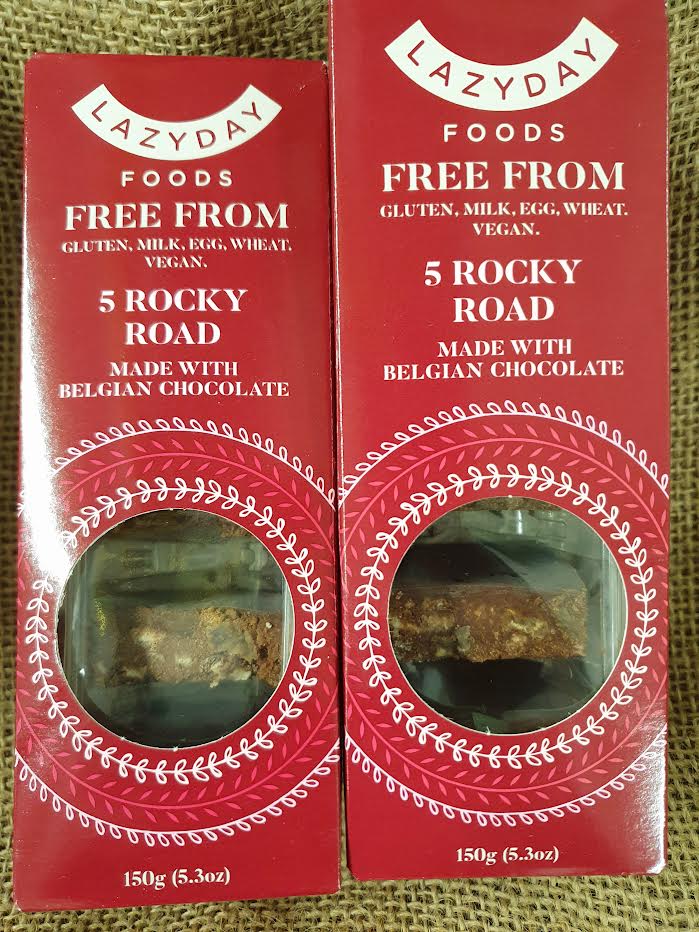 LAZYDAY
FOODS
FREE FROM
GLUTEN, MILK, EGG, WHEAT.
VEGAN.
5 ROCKY
ROAD
MADE WITH
BELGIAN CHOCOLATE
150g (5.3oz)
LAZYDAY
FOODS
FREE FROM
GLUTEN, MILK, EGG, WHEAT.
VEGAN.
5 ROCKY
ROAD
MADE WITH
BELGIAN CHOCOLATE
150g (5.3oz)